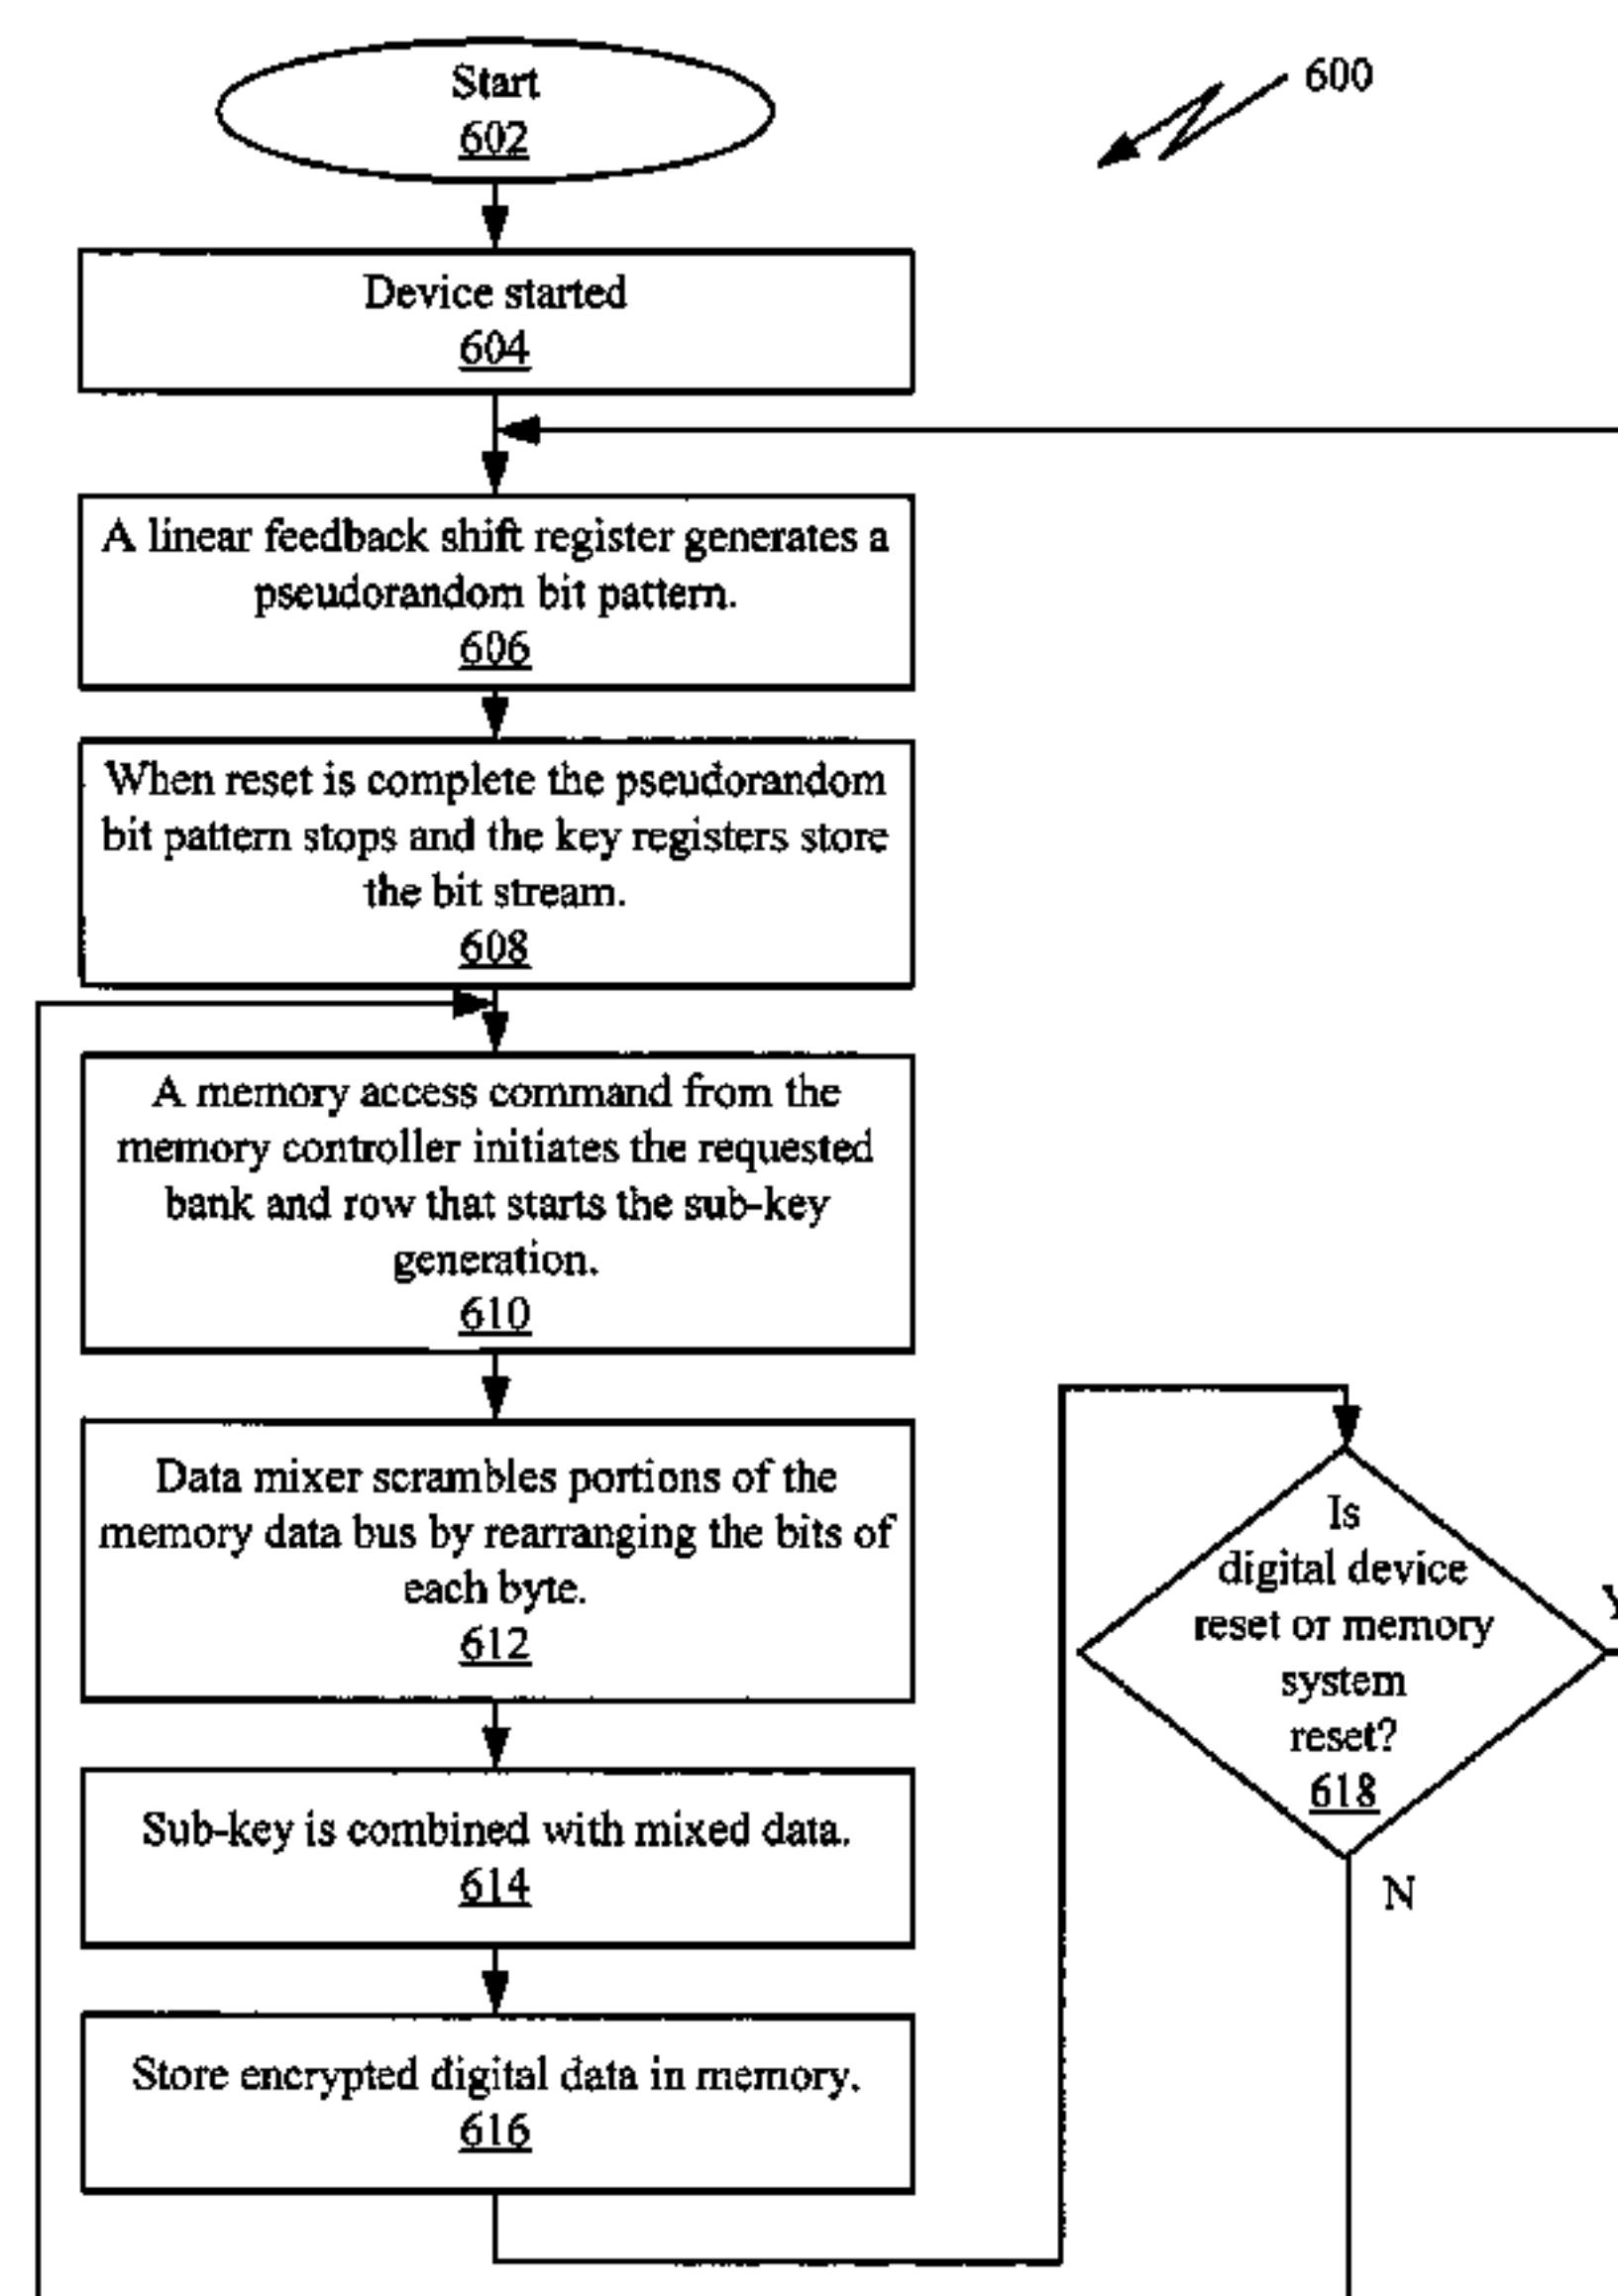 Start
602
600
Device started
604
A linear feedback shift register generates a
pseudorandom bit pattern.
606
When reset is complete the pseudorandom
bit pattern stops and the key registers store
the bit stream.
608
A memory access command from the
memory controller initiates the requested
bank and row that starts the sub-key
generation.
610
Data mixer scrambles portions of the
memory data bus by rearranging the bits of
each byte.
612
Sub-key is combined with mixed data.
614
Store encrypted digital data in memory.
616
Is
digital device
reset or memory
system
reset?
618
Y
N